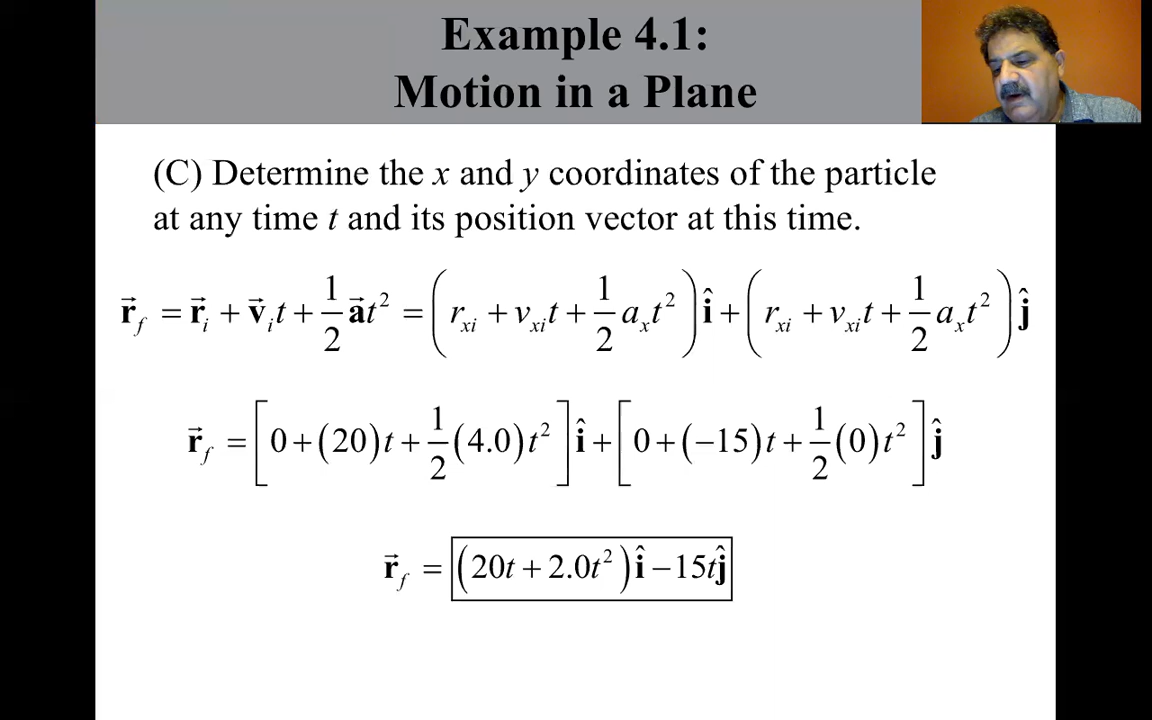 Example 4.1:
Motion in a Plane
(C) Determine the x and y coordinates of the particle
at any time t and its position vector at this time.
r⃗_f = r⃗_i + v⃗_i t + 1/2 a⃗t² = (r_xi + v_xi t + 1/2 a_x t²) î + (r_xi + v_xi t + 1/2 a_x t²) ĵ
r⃗_f = [0 + (20)t + 1/2 (4.0)t²] î + [0 + (−15)t + 1/2 (0)t²] ĵ
r⃗_f = (20t + 2.0t²) î − 15tĵ